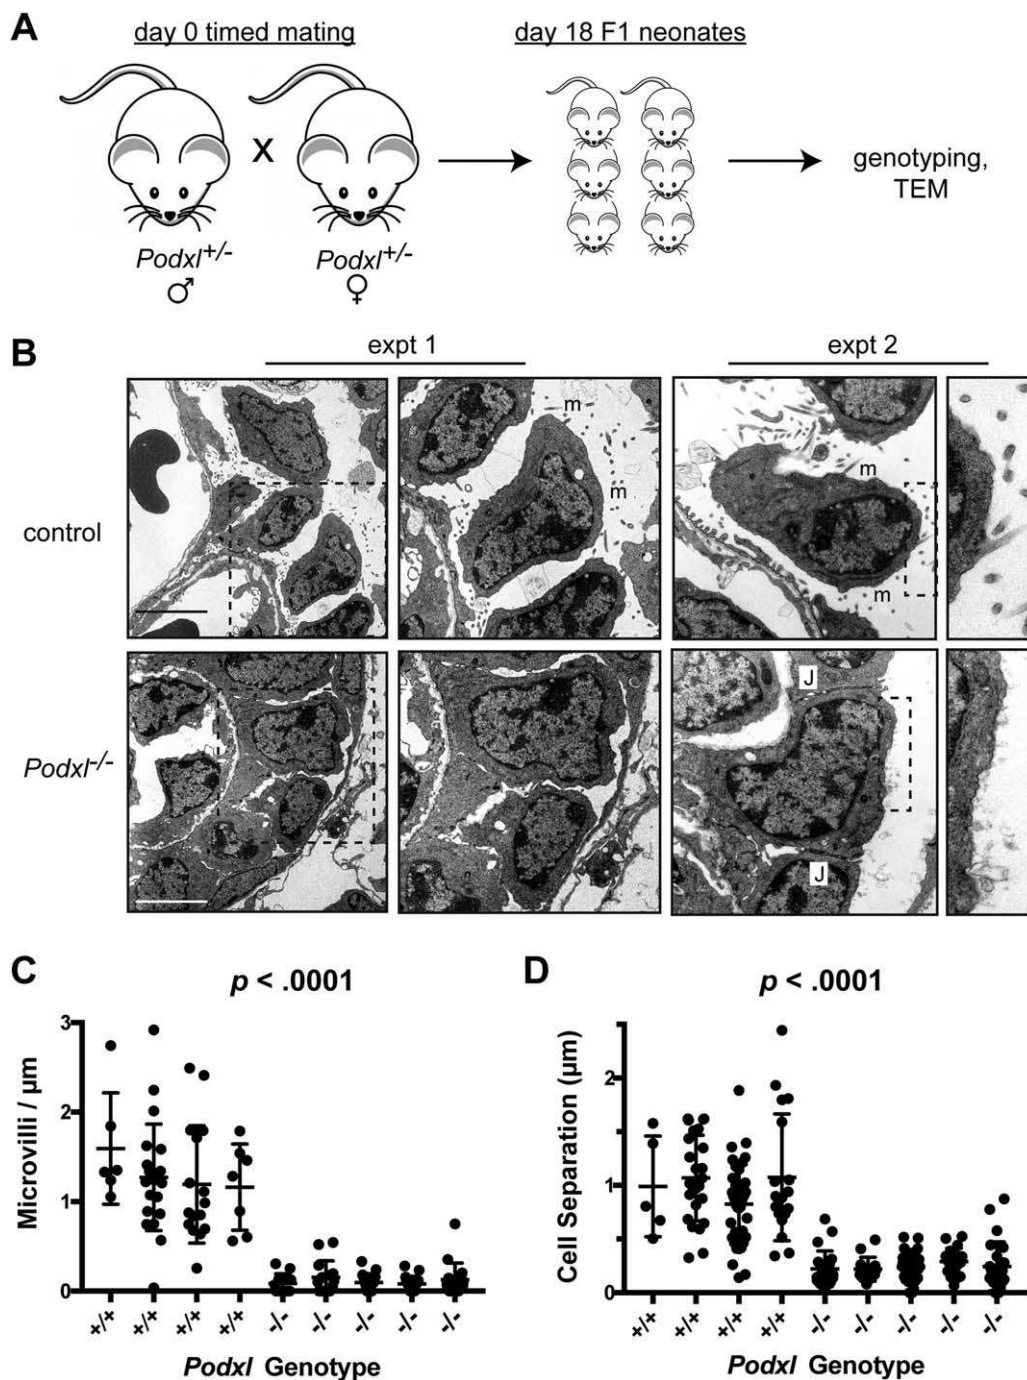 A
day 0 timed mating
day 18 F1 neonates
X
genotyping,
TEM
Podxl+/-
Podxl+/-
♂
♀
B
expt 1
expt 2
control
m
m
m
m
Podxl-/-
J
J
C
p < .0001
Microvilli / µm
3
2
1
0
+/+
+/+
+/+
+/+
-/-
-/-
-/-
-/-
-/-
Podxl Genotype
D
p < .0001
Cell Separation (µm)
2
1
0
+/+
+/+
+/+
+/+
-/-
-/-
-/-
-/-
-/-
Podxl Genotype